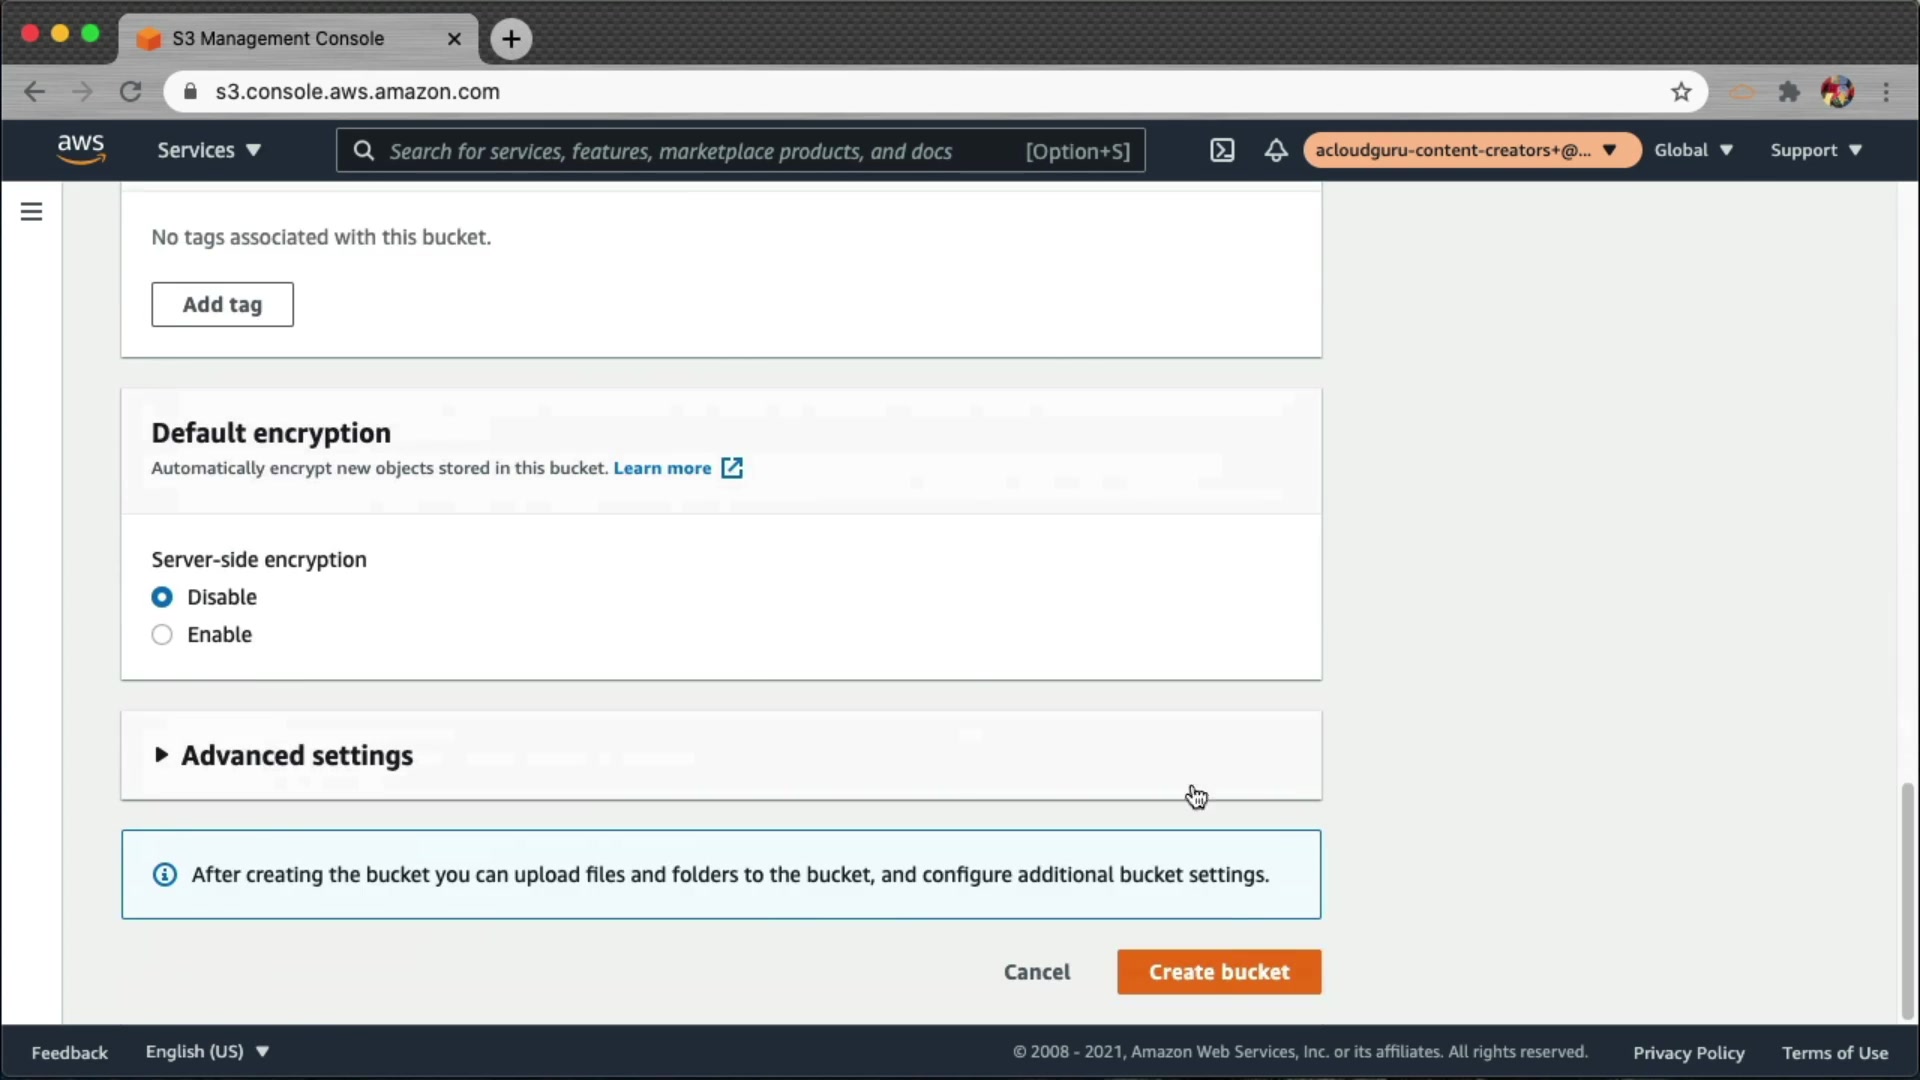 S3 Management Console
s3.console.aws.amazon.com
aws
Services
Search for services, features, marketplace products, and docs [Option+S]
acloudguru-content-creators+@...
Global
Support
No tags associated with this bucket.
Add tag
Default encryption
Automatically encrypt new objects stored in this bucket. Learn more
Server-side encryption
Disable
Enable
Advanced settings
After creating the bucket you can upload files and folders to the bucket, and configure additional bucket settings.
Cancel
Create bucket
Feedback
English (US)
© 2008 - 2021, Amazon Web Services, Inc. or its affiliates. All rights reserved.
Privacy Policy
Terms of Use